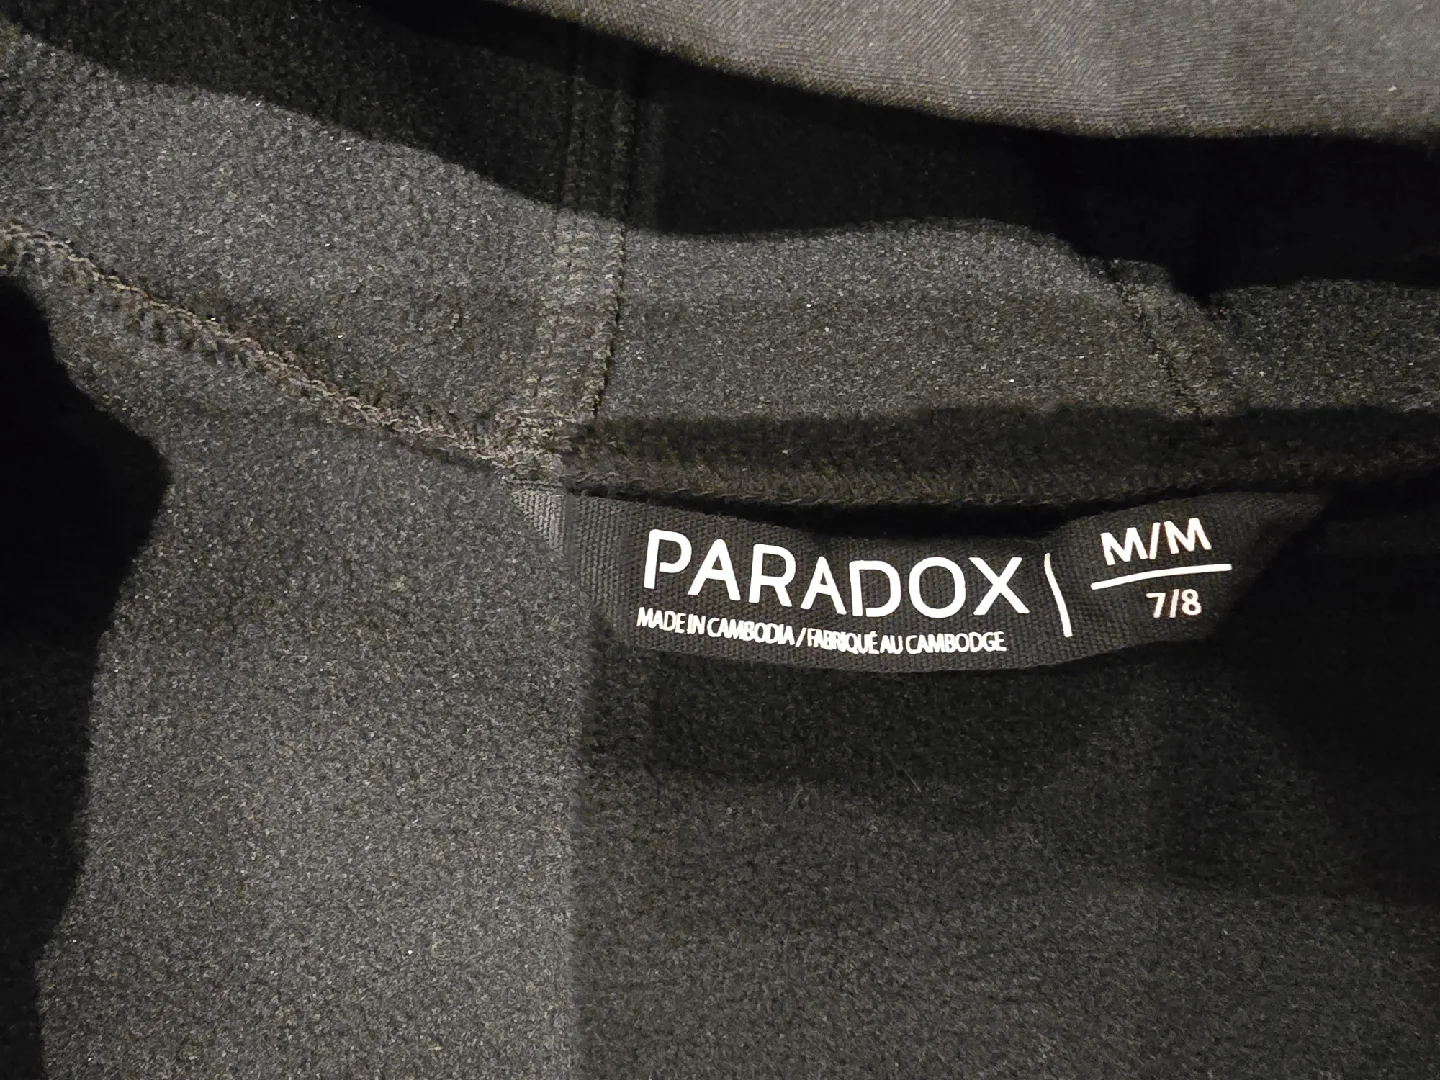 PARADOX
MADE IN CAMBODIA / FABRIQUÉ AU CAMBODGE
M/M
7/8